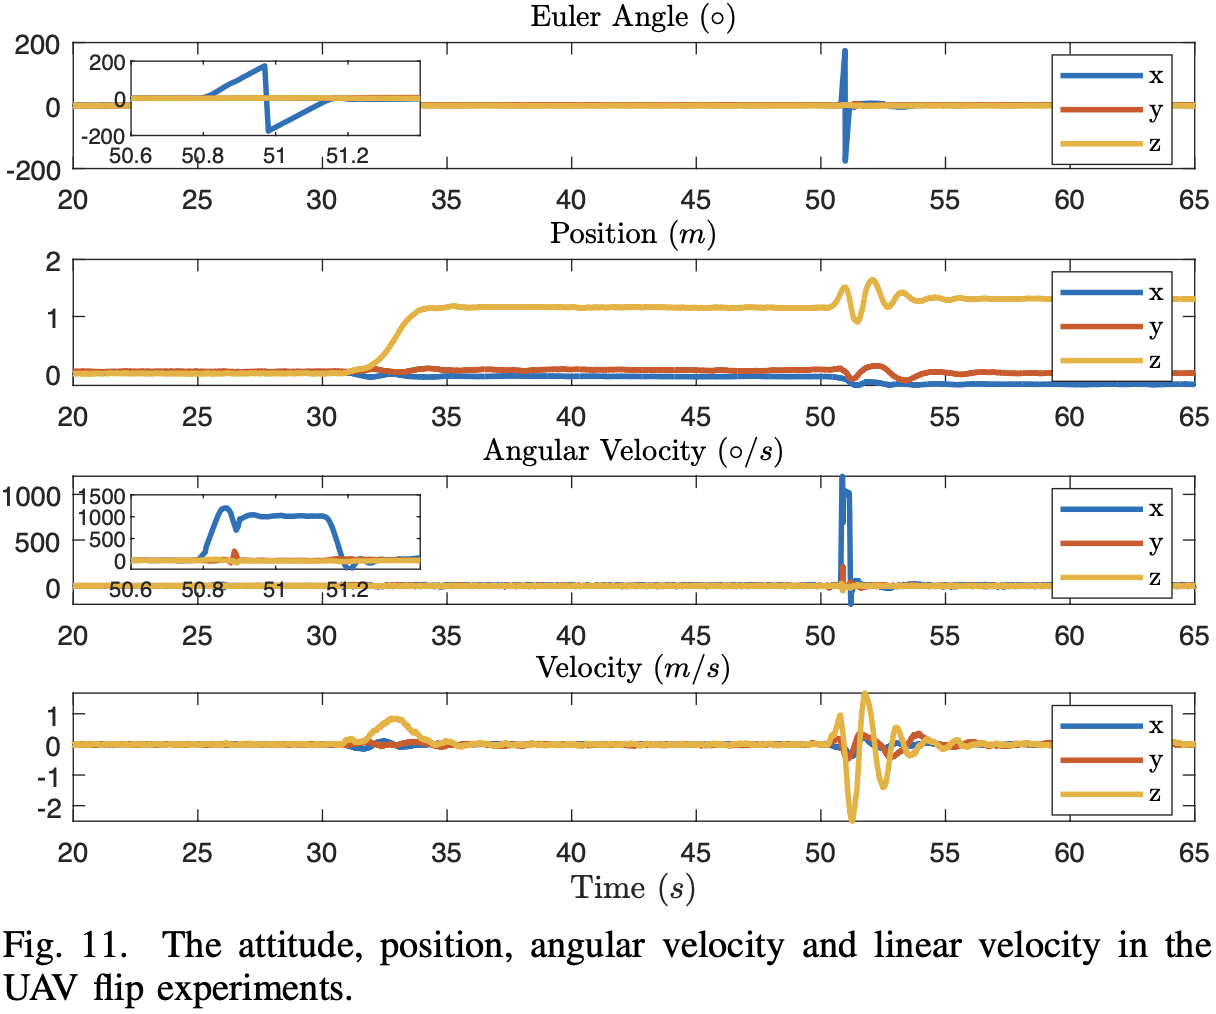 Euler Angle (∘)
200
0
-200
200
0
-200
50.6 50.8 51 51.2
x
y
z
20 25 30 35 40 45 50 55 60 65
Position (m)
2
1
0
x
y
z
20 25 30 35 40 45 50 55 60 65
Angular Velocity (∘/s)
1000
500
0
1500
1000
500
0
50.6 50.8 51 51.2
x
y
z
20 25 30 35 40 45 50 55 60 65
Velocity (m/s)
1
0
-1
-2
x
y
z
20 25 30 35 40 45 50 55 60 65
Time (s)
Fig. 11. The attitude, position, angular velocity and linear velocity in the
UAV flip experiments.